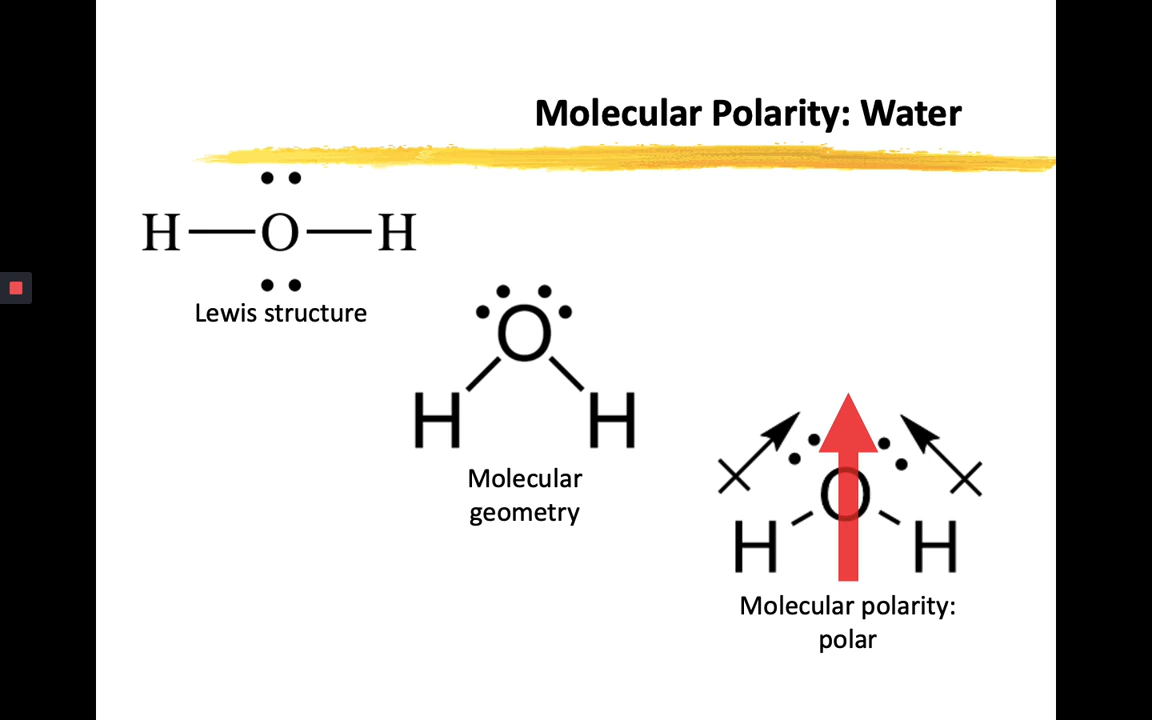 Molecular Polarity: Water
H—O—H
Lewis structure
O
H H
Molecular
geometry
O
H H
Molecular polarity:
polar